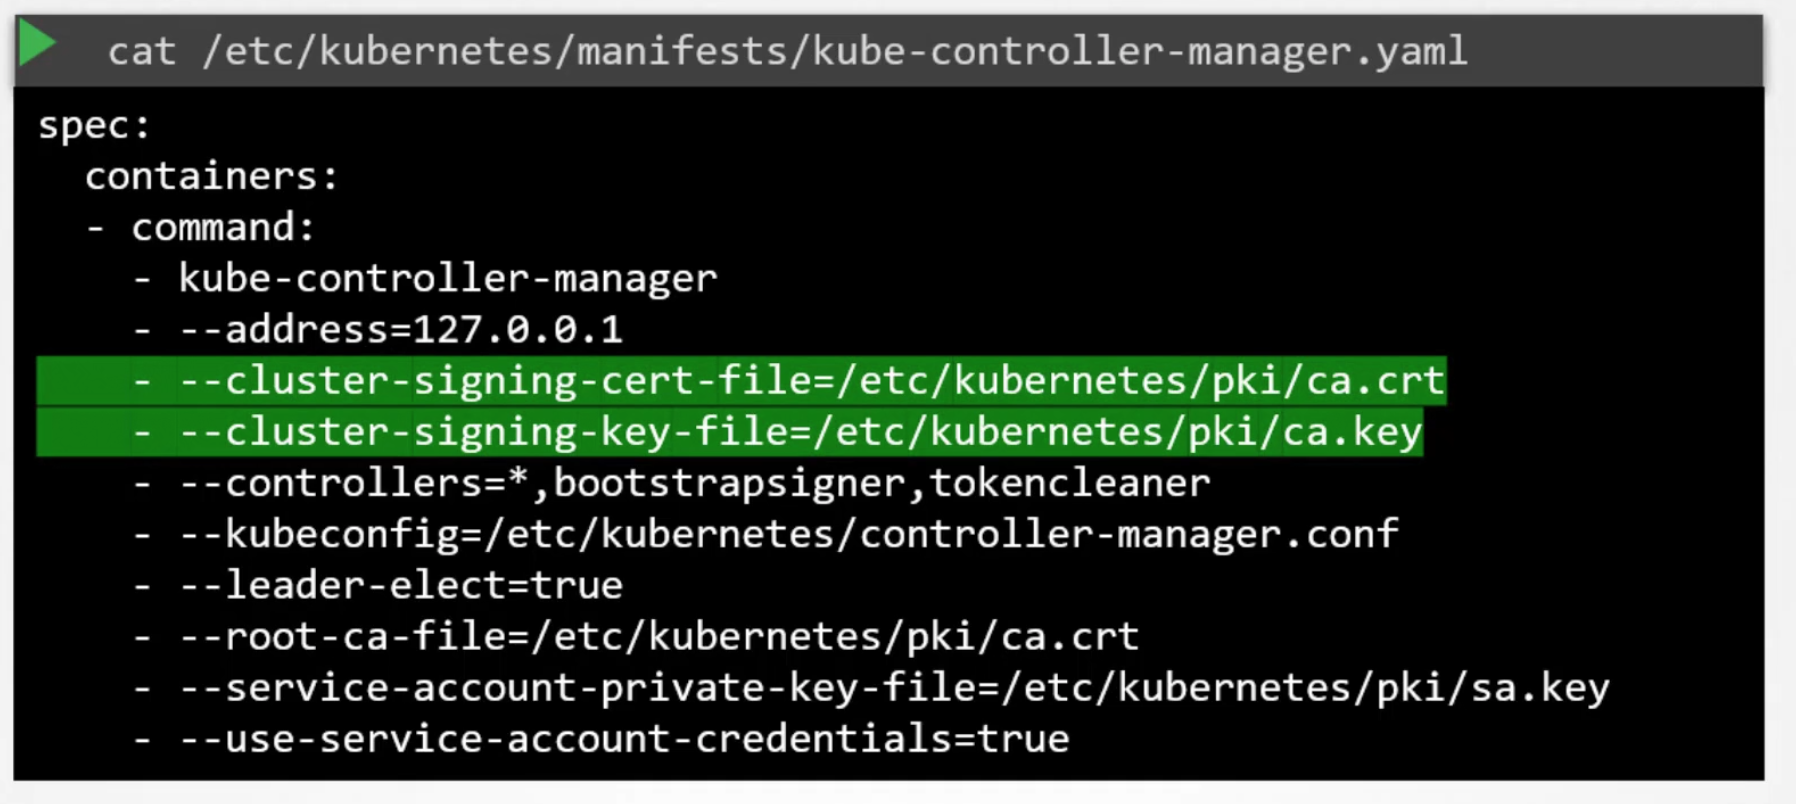 cat /etc/kubernetes/manifests/kube-controller-manager.yaml
spec:
  containers:
  - command:
    - kube-controller-manager
    - --address=127.0.0.1
    - --cluster-signing-cert-file=/etc/kubernetes/pki/ca.crt
    - --cluster-signing-key-file=/etc/kubernetes/pki/ca.key
    - --controllers=*,bootstrapsigner,tokencleaner
    - --kubeconfig=/etc/kubernetes/controller-manager.conf
    - --leader-elect=true
    - --root-ca-file=/etc/kubernetes/pki/ca.crt
    - --service-account-private-key-file=/etc/kubernetes/pki/sa.key
    - --use-service-account-credentials=true